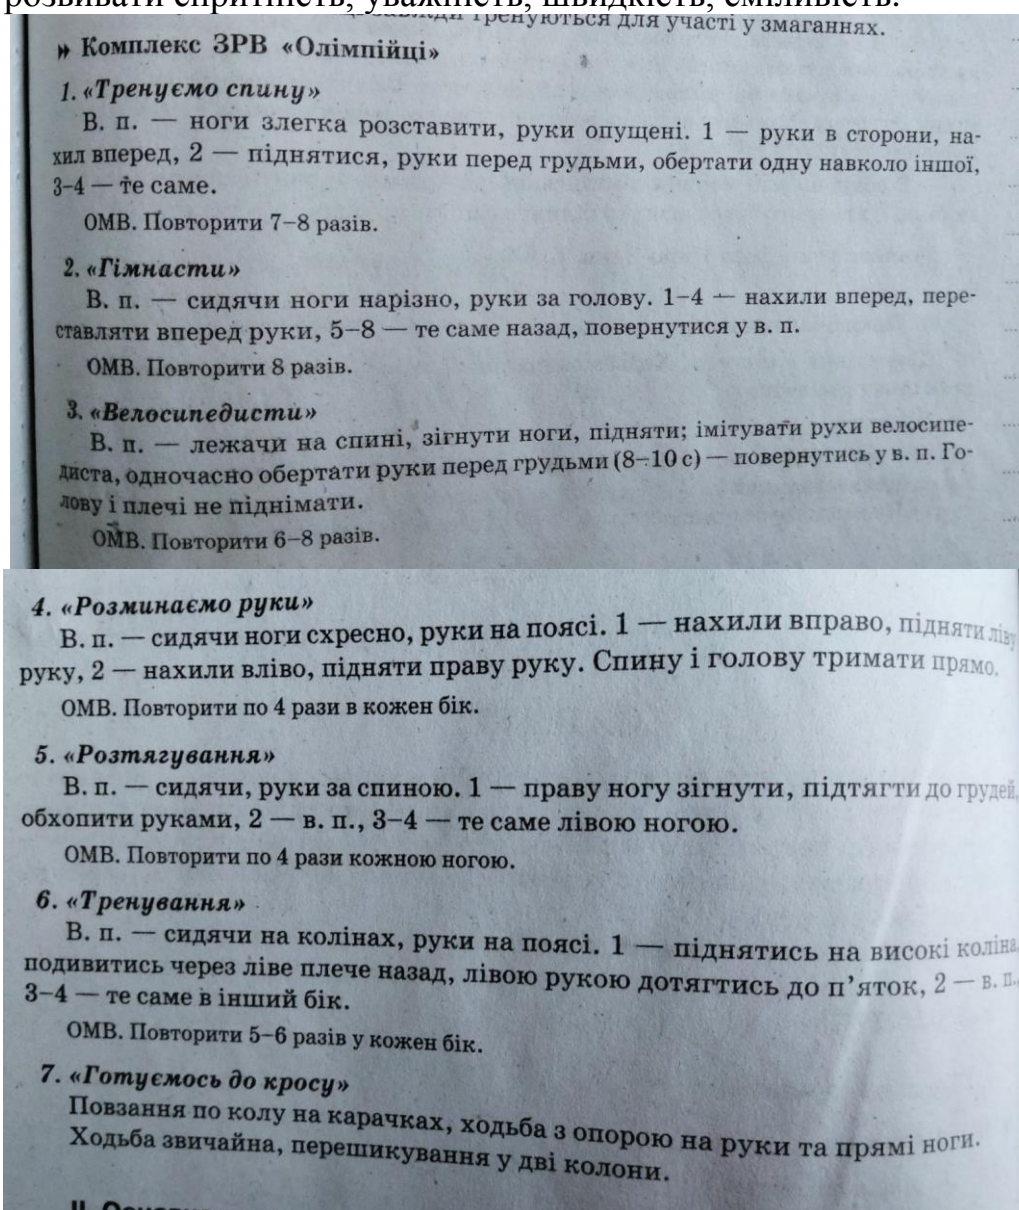 розвивати спритність, уважність, швидкість, сміливість.
тренуються для участі у змаганнях.
» Комплекс ЗРВ «Олімпійці»
1. «Тренуємо спину»
В. п. — ноги злегка розставити, руки опущені. 1 — руки в сторони, на-
хил вперед, 2 — піднятися, руки перед грудьми, обертати одну навколо іншої,
3–4 — те саме.
ОМВ. Повторити 7–8 разів.
2. «Гімнасти»
В. п. — сидячи ноги нарізно, руки за голову. 1–4 — нахили вперед, пере-
ставляти вперед руки, 5–8 — те саме назад, повернутися у в. п.
ОМВ. Повторити 8 разів.
3. «Велосипедисти»
В. п. — лежачи на спині, зігнути ноги, підняти; імітувати рухи велосипе-
диста, одночасно обертати руки перед грудьми (8–10 с) — повернутись у в. п. Го-
лову і плечі не піднімати.
ОМВ. Повторити 6–8 разів.
4. «Розминаємо руки»
В. п. — сидячи ноги схресно, руки на поясі. 1 — нахили вправо, підняти ліву
руку, 2 — нахили вліво, підняти праву руку. Спину і голову тримати прямо.
ОМВ. Повторити по 4 рази в кожен бік.
5. «Розтягування»
В. п. — сидячи, руки за спиною. 1 — праву ногу зігнути, підтягти до грудей,
обхопити руками, 2 — в. п., 3–4 — те саме лівою ногою.
ОМВ. Повторити по 4 рази кожною ногою.
6. «Тренування»
В. п. — сидячи на колінах, руки на поясі. 1 — піднятись на високі коліна,
подивитись через ліве плече назад, лівою рукою дотягтись до п’яток, 2 — в. п.,
3–4 — те саме в інший бік.
ОМВ. Повторити 5–6 разів у кожен бік.
7. «Готуємось до кросу»
Повзання по колу на карачках, ходьба з опорою на руки та прямі ноги.
Ходьба звичайна, перешикування у дві колони.